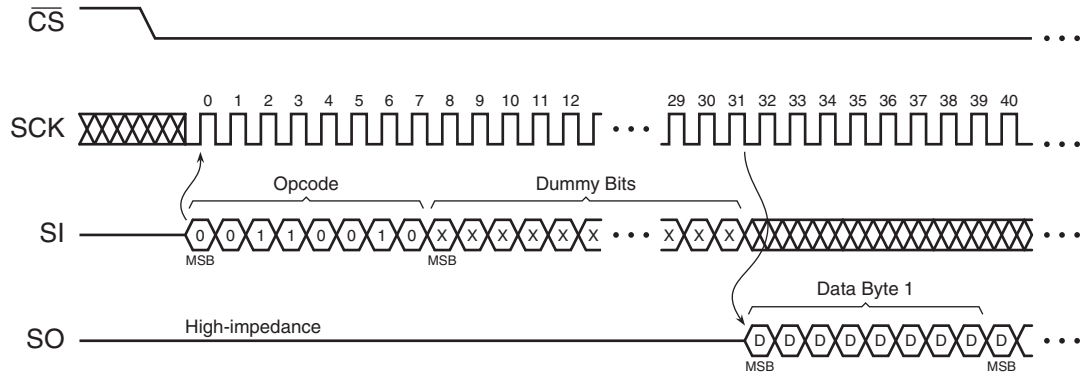 CS
SCK
0 1 2 3 4 5 6 7 8 9 10 11 12 29 30 31 32 33 34 35 36 37 38 39 40
Opcode Dummy Bits
SI
0 0 1 1 0 0 1 0 X X X X X X X X X
MSB MSB
Data Byte 1
High-impedance
SO
D D D D D D D D D
MSB MSB